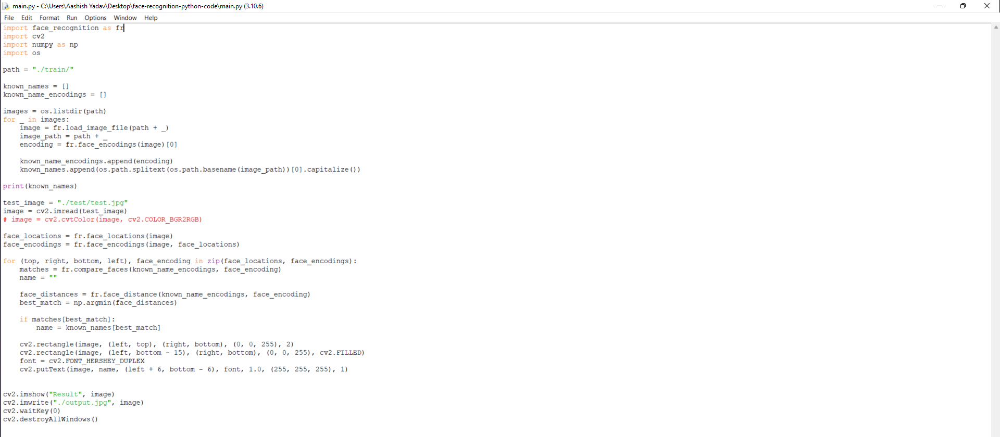 main.py - C:\Users\Aashish Yadav\Desktop\face-recognition-python-code\main.py (3.10.6)
File Edit Format Run Options Window Help
import face_recognition as fr
import cv2
import numpy as np
import os

path = "./train/"

known_names = []
known_name_encodings = []

images = os.listdir(path)
for _ in images:
    image = fr.load_image_file(path + _)
    image_path = path + _
    encoding = fr.face_encodings(image)[0]

    known_name_encodings.append(encoding)
    known_names.append(os.path.splitext(os.path.basename(image_path))[0].capitalize())

print(known_names)

test_image = "./test/test.jpg"
image = cv2.imread(test_image)
# image = cv2.cvtColor(image, cv2.COLOR_BGR2RGB)

face_locations = fr.face_locations(image)
face_encodings = fr.face_encodings(image, face_locations)

for (top, right, bottom, left), face_encoding in zip(face_locations, face_encodings):
    matches = fr.compare_faces(known_name_encodings, face_encoding)
    name = ""

    face_distances = fr.face_distance(known_name_encodings, face_encoding)
    best_match = np.argmin(face_distances)

    if matches[best_match]:
        name = known_names[best_match]

    cv2.rectangle(image, (left, top), (right, bottom), (0, 0, 255), 2)
    cv2.rectangle(image, (left, bottom - 15), (right, bottom), (0, 0, 255), cv2.FILLED)
    font = cv2.FONT_HERSHEY_DUPLEX
    cv2.putText(image, name, (left + 6, bottom - 6), font, 1.0, (255, 255, 255), 1)


cv2.imshow("Result", image)
cv2.imwrite("./output.jpg", image)
cv2.waitKey(0)
cv2.destroyAllWindows()